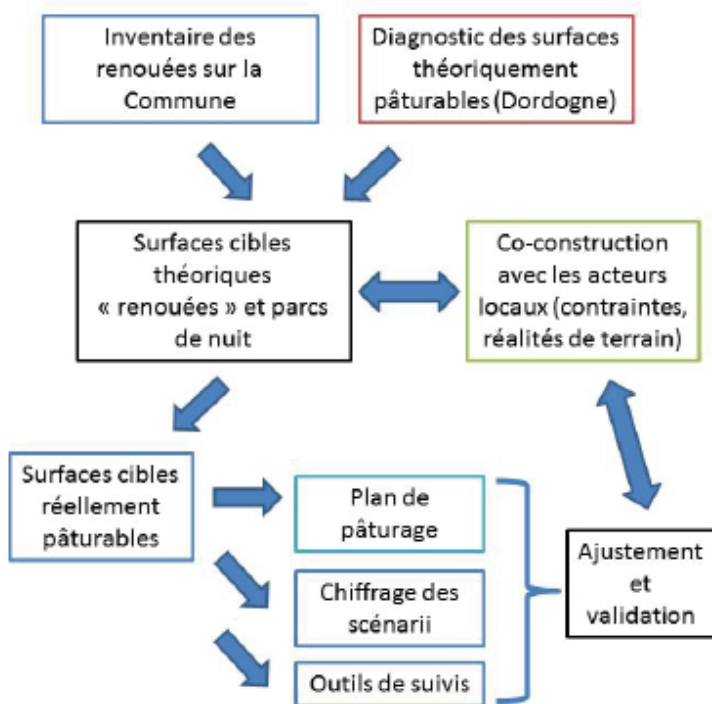 Inventaire des
renouées sur la
Commune
Diagnostic des surfaces
théoriquement
pâturables (Dordogne)
Surfaces cibles
théoriques
« renouées » et parcs
de nuit
Co-construction
avec les acteurs
locaux (contraintes,
réalités de terrain)
Surfaces cibles
réellement
pâturables
Plan de
pâturage
Chiffrage des
scénarii
Outils de suivis
Ajustement
et
validation